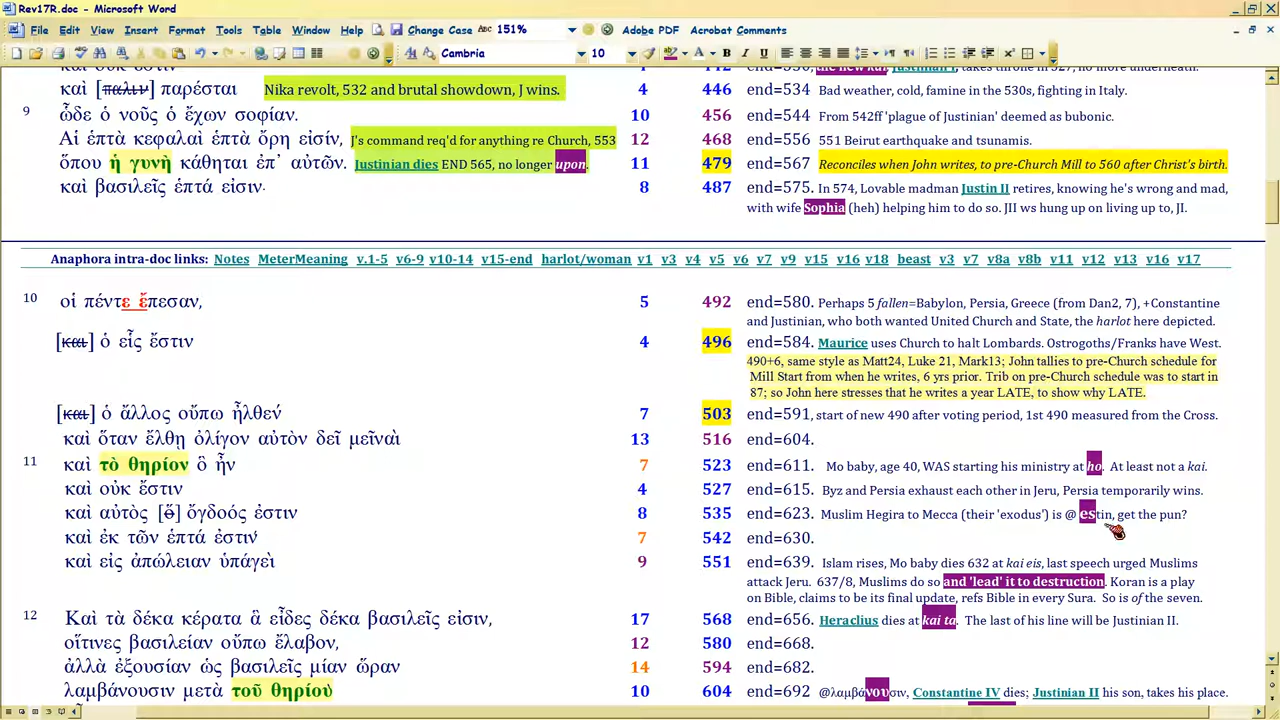 Rev17R.doc - Microsoft Word
File Edit View Insert Format Tools Table Window Help Change Case 151% Adobe PDF Acrobat Comments
Cambria 10
καὶ [παλιν] παρέσται Nika revolt, 532 and brutal showdown, J wins. 4 446 end=534 Bad weather, cold, famine in the 530s, fighting in Italy.
9 ὧδε ὁ νοῦς ὁ ἔχων σοφίαν. 10 456 end=544 From 542ff 'plague of Justinian' deemed as bubonic.
Αἱ ἑπτὰ κεφαλαὶ ἑπτὰ ὄρη εἰσίν, J's command req'd for anything re Church, 553 12 468 end=556 551 Beirut earthquake and tsunamis.
ὅπου ἡ γυνὴ κάθηται ἐπ᾽ αὐτῶν. Justinian dies END 565, no longer upon. 11 479 end=567 Reconciles when John writes, to pre-Church Mill to 560 after Christ's birth.
καὶ βασιλεῖς ἑπτά εἰσιν· 8 487 end=575. In 574, Lovable madman Justin II retires, knowing he's wrong and mad,
with wife Sophia (heh) helping him to do so. JII ws hung up on living up to, JI.
Anaphora intra-doc links: Notes MeterMeaning v.1-5 v6-9 v10-14 v15-end harlot/woman v1 v3 v4 v5 v6 v7 v9 v15 v16 v18 beast v3 v7 v8a v8b v11 v12 v13 v16 v17
10 οἱ πέντε ἔπεσαν, 5 492 end=580. Perhaps 5 fallen=Babylon, Persia, Greece (from Dan2, 7), +Constantine
and Justinian, who both wanted United Church and State, the harlot here depicted.
[και] ὁ εἷς ἔστιν 4 496 end=584. Maurice uses Church to halt Lombards. Ostrogoths/Franks have West.
490+6, same style as Matt24, Luke 21, Mark13; John tallies to pre-Church schedule for
Mill Start from when he writes, 6 yrs prior. Trib on pre-Church schedule was to start in
87; so John here stresses that he writes a year LATE, to show why LATE.
[και] ὁ ἄλλος οὔπω ἦλθεν́ 7 503 end=591, start of new 490 after voting period, 1st 490 measured from the Cross.
καὶ ὅταν ἔλθῃ ὀλίγον αὐτὸν δεῖ μεῖναὶ 13 516 end=604.
11 καὶ τὸ θηρίον ὃ ἦν 7 523 end=611. Mo baby, age 40, WAS starting his ministry at ho. At least not a kai.
καὶ οὐκ ἔστιν 4 527 end=615. Byz and Persia exhaust each other in Jeru, Persia temporarily wins.
καὶ αὐτὸς [ὅ] ὄγδοός ἐστιν 8 535 end=623. Muslim Hegira to Mecca (their 'exodus') is @ estin, get the pun?
καὶ ἐκ τῶν ἑπτά ἐστιν́ 7 542 end=630.
καὶ εἰς ἀπώλειαν ὑπάγεὶ 9 551 end=639. Islam rises, Mo baby dies 632 at kai eis, last speech urged Muslims
attack Jeru. 637/8, Muslims do so and 'lead' it to destruction. Koran is a play
on Bible, claims to be its final update, refs Bible in every Sura. So is of the seven.
12 Καὶ τὰ δέκα κέρατα ἃ εἶδες δέκα βασιλεῖς εἰσιν, 17 568 end=656. Heraclius dies at kai ta. The last of his line will be Justinian II.
οἵτινες βασιλείαν οὔπω ἔλαβον, 12 580 end=668.
ἀλλὰ ἐξουσίαν ὡς βασιλεῖς μίαν ὥραν 14 594 end=682.
λαμβάνουσιν μετὰ τοῦ θηρίοὺ 10 604 end=692 @λαμβάνουσιν, Constantine IV dies; Justinian II his son, takes his place.